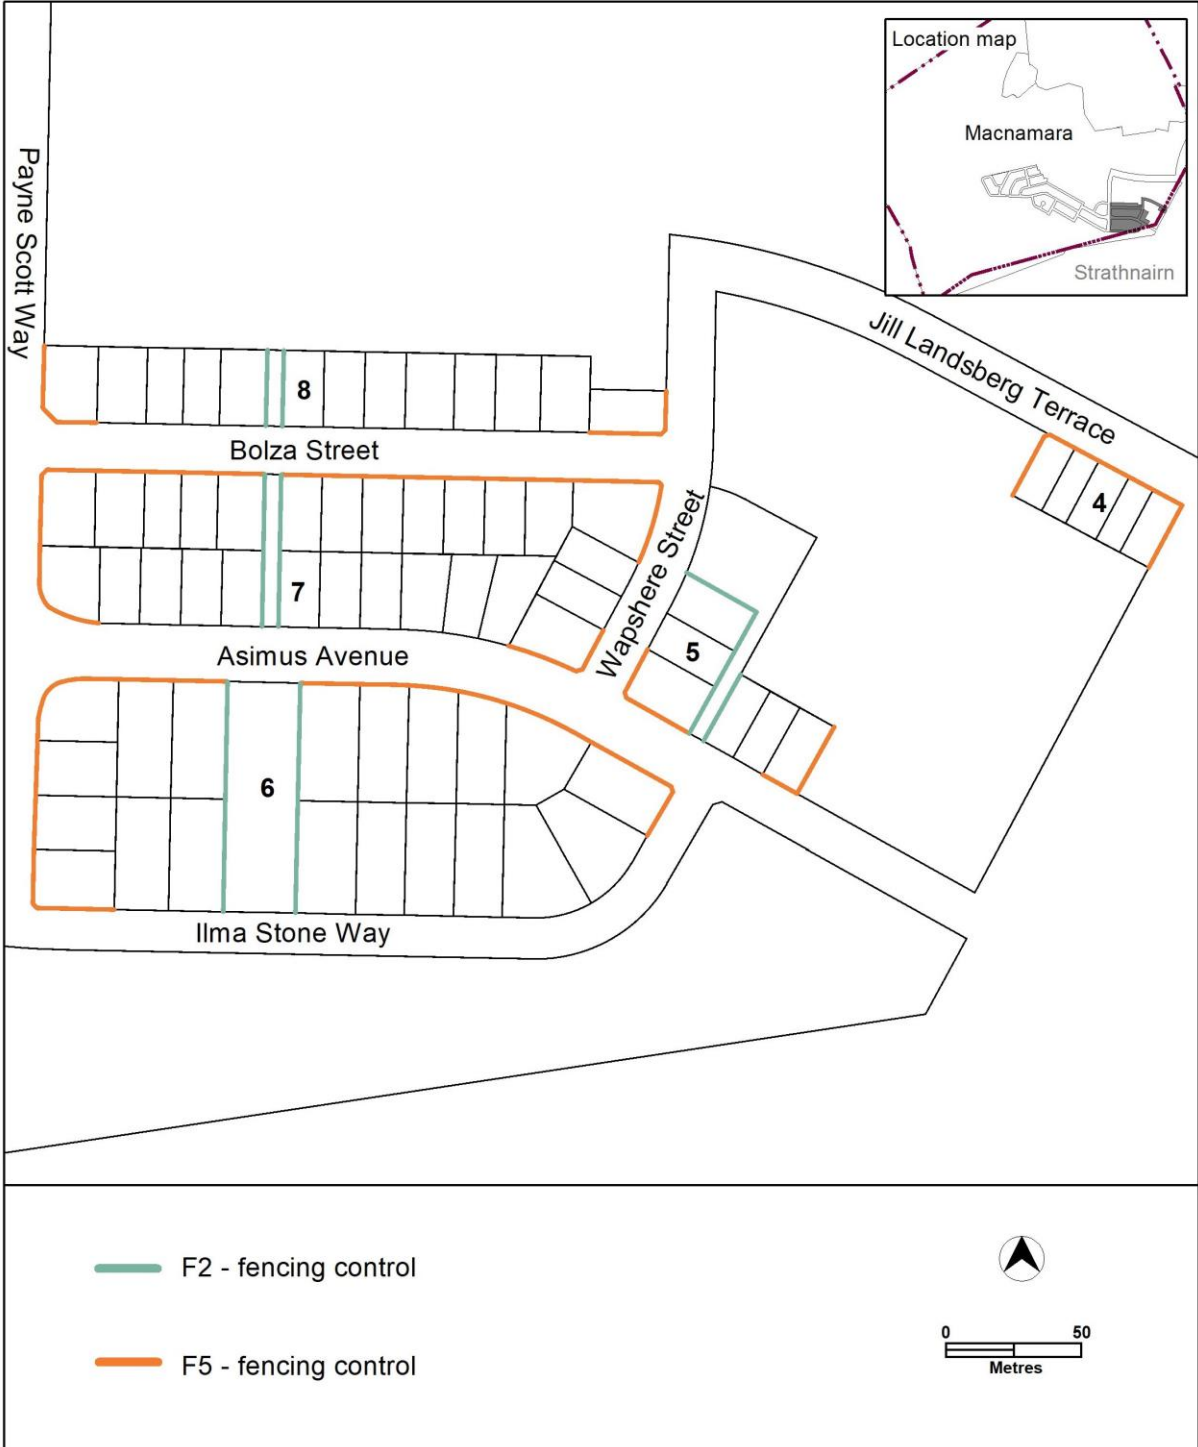 Location map
Macnamara
Strathnairn
Payne Scott Way
Jill Landsberg Terrace
8
Bolza Street
4
Wapshere Street
7
5
Asimus Avenue
6
Ilma Stone Way
F2 - fencing control
F5 - fencing control
0 50
Metres